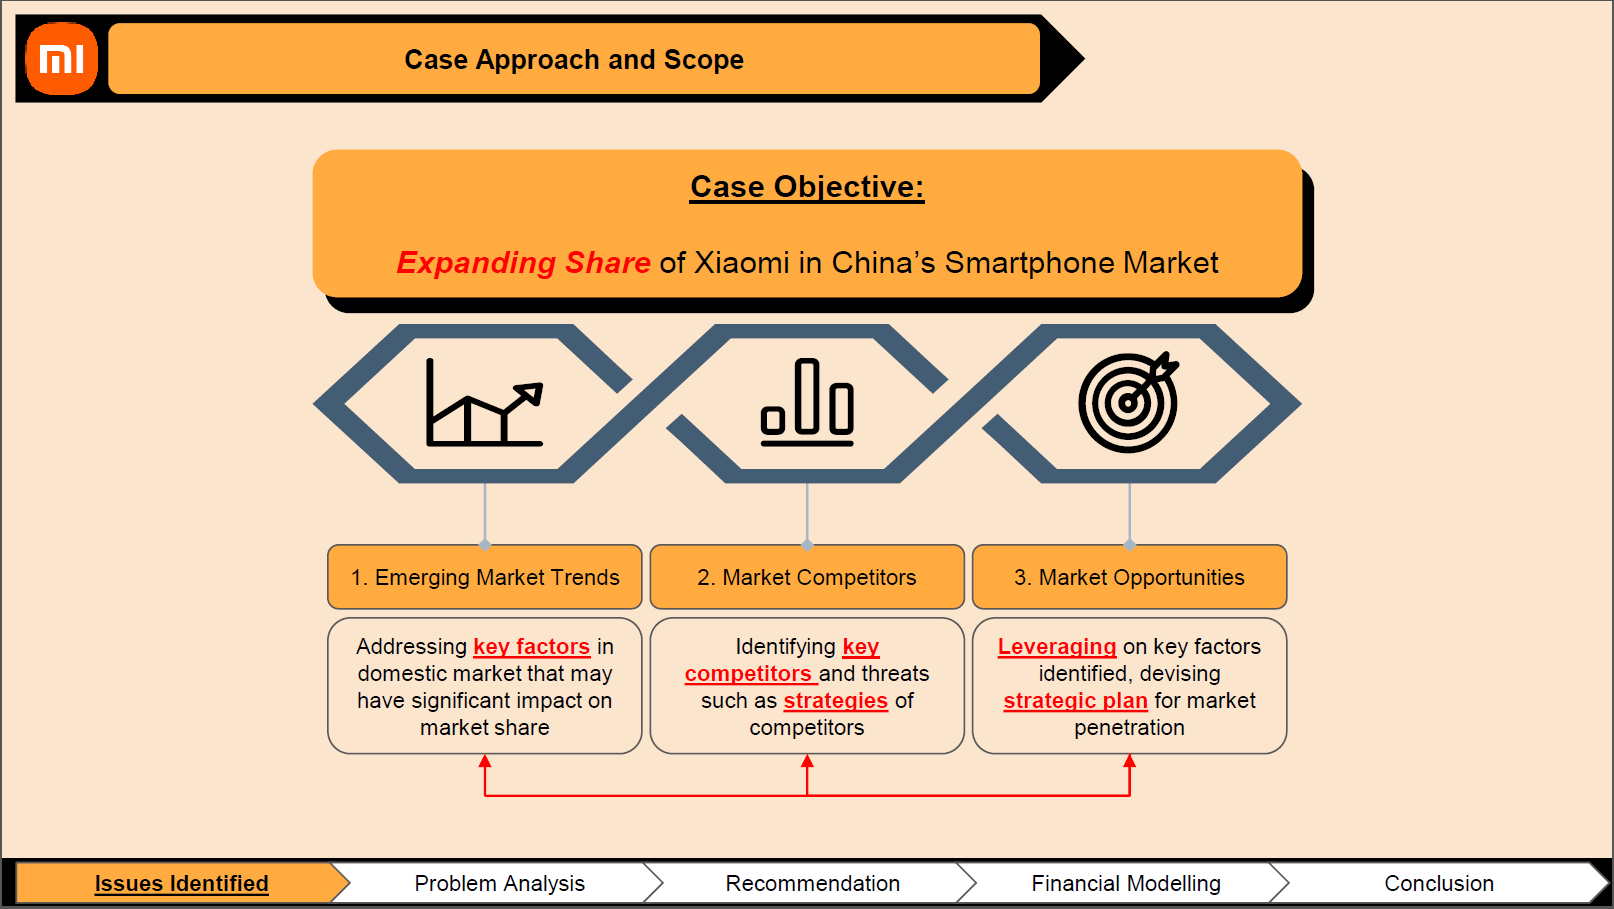 mi
Case Approach and Scope
Case Objective:
Expanding Share of Xiaomi in China’s Smartphone Market
1. Emerging Market Trends
Addressing key factors in
domestic market that may
have significant impact on
market share
2. Market Competitors
Identifying key
competitors and threats
such as strategies of
competitors
3. Market Opportunities
Leveraging on key factors
identified, devising
strategic plan for market
penetration
Issues Identified
Problem Analysis
Recommendation
Financial Modelling
Conclusion